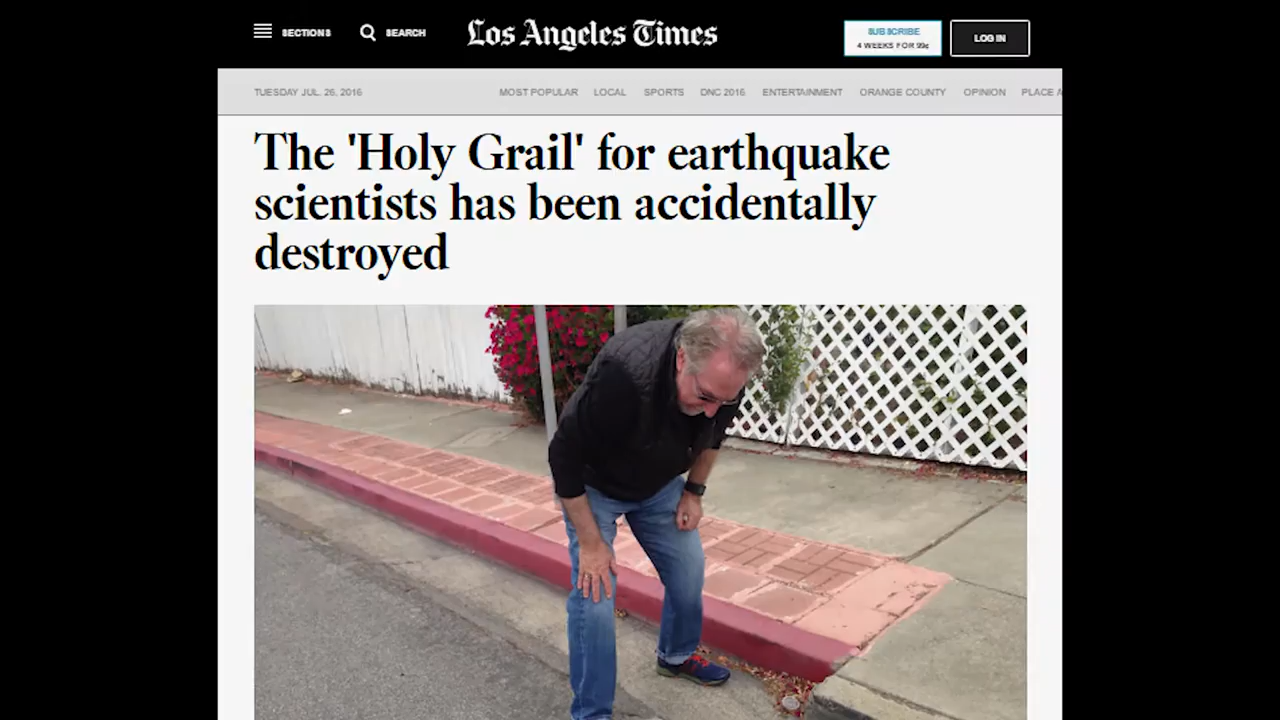 SECTIONS SEARCH Los Angeles Times SUBSCRIBE
4 WEEKS FOR 99¢ LOG IN
TUESDAY JUL. 26, 2016 MOST POPULAR LOCAL SPORTS DNC 2016 ENTERTAINMENT ORANGE COUNTY OPINION PLACE A
The 'Holy Grail' for earthquake
scientists has been accidentally
destroyed